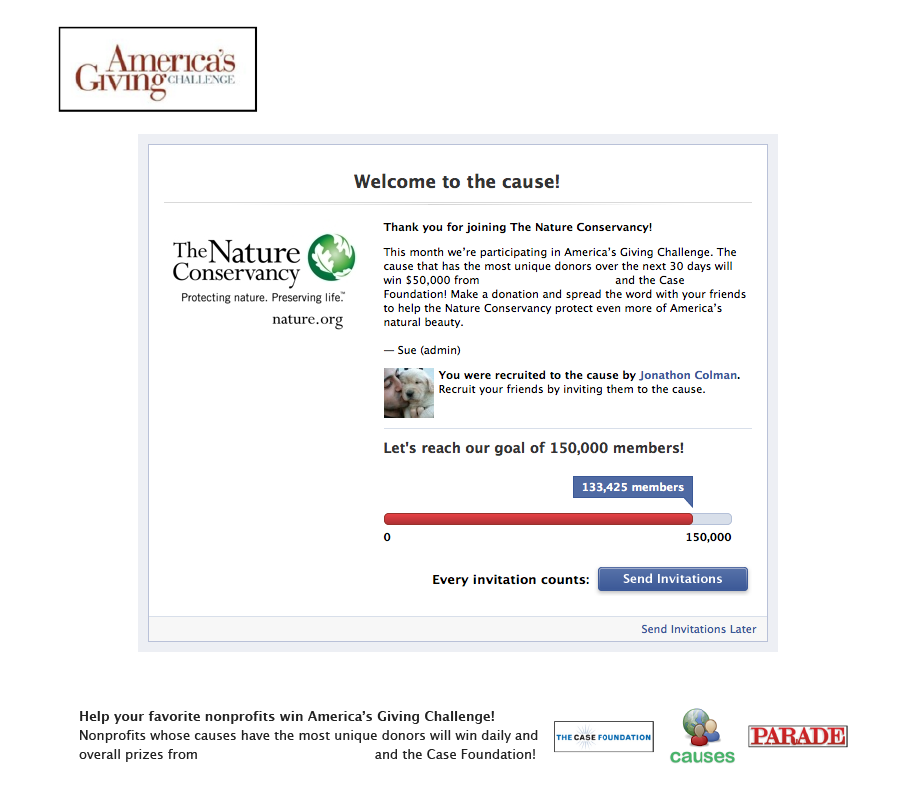 America's
Giving CHALLENGE
Welcome to the cause!
The Nature
Conservancy
Protecting nature. Preserving life.™
nature.org
Thank you for joining The Nature Conservancy!
This month we're participating in America's Giving Challenge. The
cause that has the most unique donors over the next 30 days will
win $50,000 from and the Case
Foundation! Make a donation and spread the word with your friends
to help the Nature Conservancy protect even more of America's
natural beauty.
— Sue (admin)
You were recruited to the cause by Jonathon Colman.
Recruit your friends by inviting them to the cause.
Let's reach our goal of 150,000 members!
133,425 members
0 150,000
Every invitation counts: Send Invitations
Send Invitations Later
Help your favorite nonprofits win America's Giving Challenge!
Nonprofits whose causes have the most unique donors will win daily and
overall prizes from and the Case Foundation!
THE CASE FOUNDATION
causes
PARADE